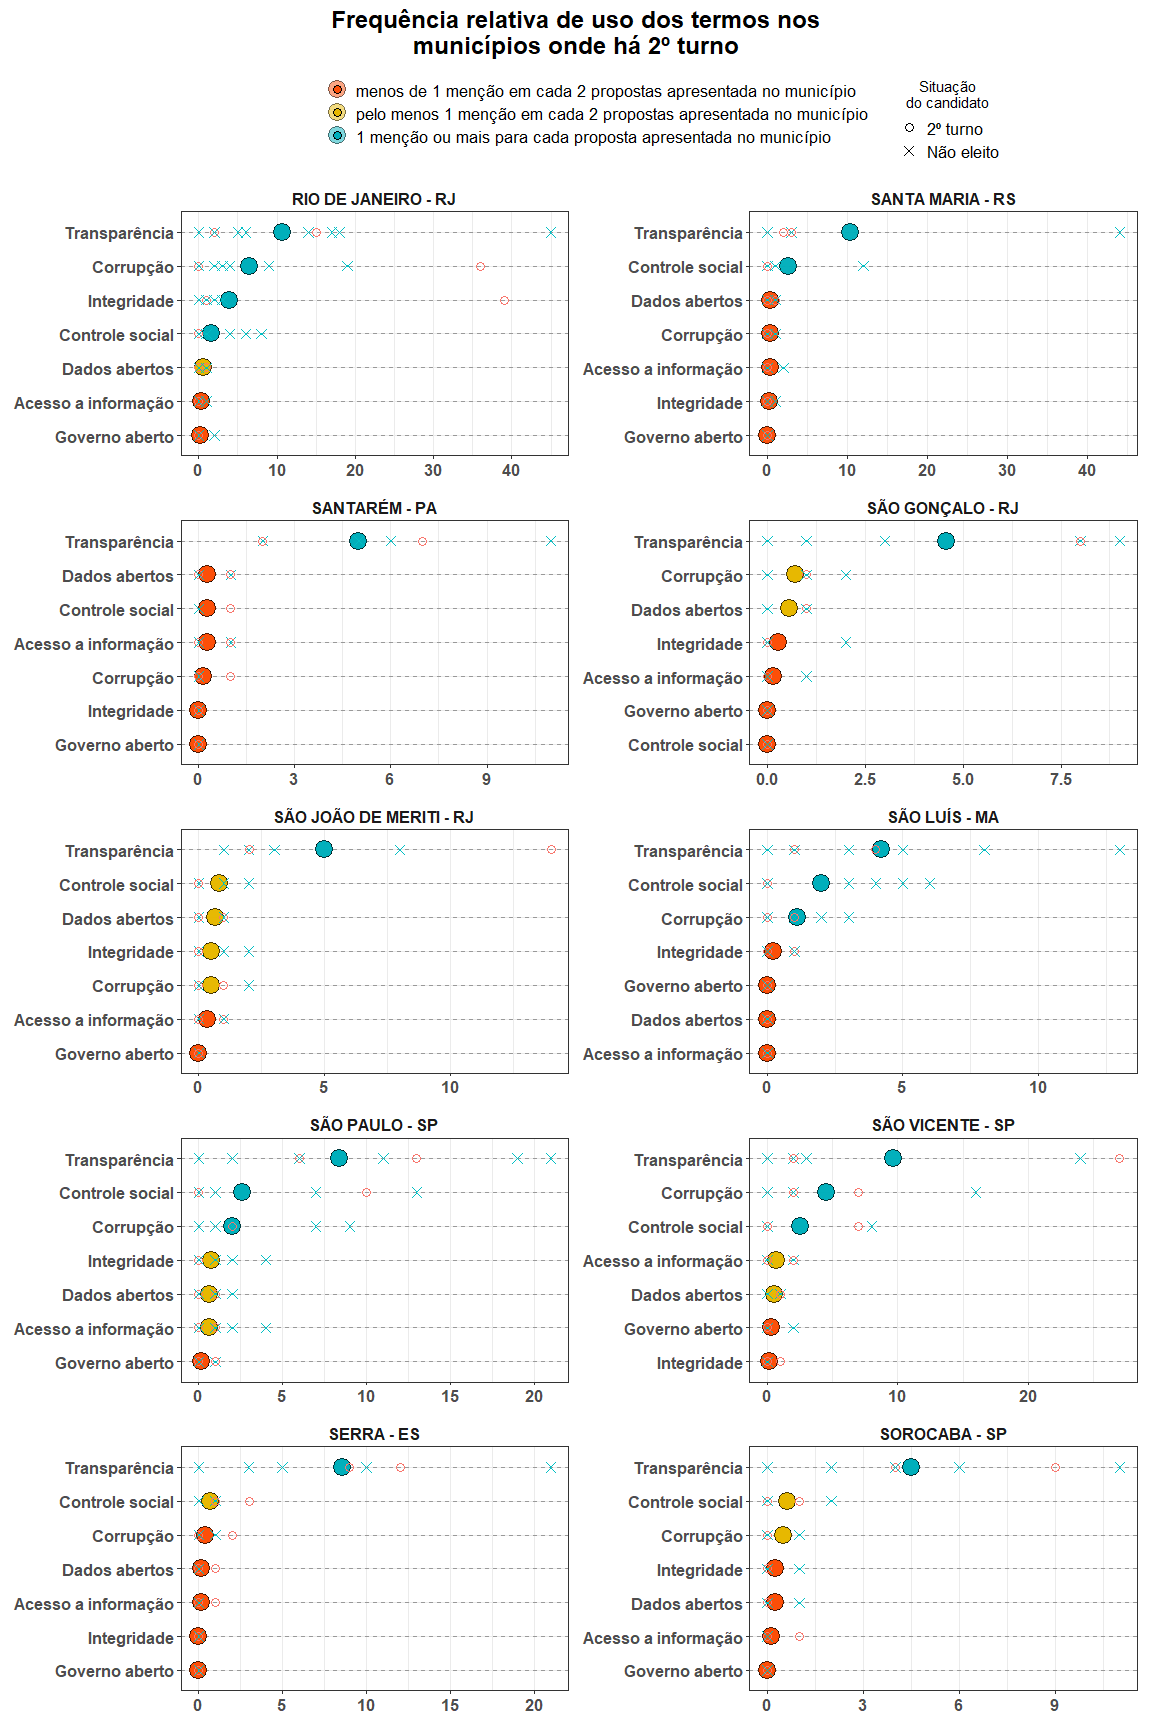 Frequência relativa de uso dos termos nos
municípios onde há 2º turno
menos de 1 menção em cada 2 propostas apresentada no município
pelo menos 1 menção em cada 2 propostas apresentada no município
1 menção ou mais para cada proposta apresentada no município
Situação
do candidato
2º turno
Não eleito
RIO DE JANEIRO - RJ
Transparência
Corrupção
Integridade
Controle social
Dados abertos
Acesso a informação
Governo aberto
0 10 20 30 40
SANTA MARIA - RS
Transparência
Controle social
Dados abertos
Corrupção
Acesso a informação
Integridade
Governo aberto
0 10 20 30 40
SANTARÉM - PA
Transparência
Dados abertos
Controle social
Acesso a informação
Corrupção
Integridade
Governo aberto
0 3 6 9
SÃO GONÇALO - RJ
Transparência
Corrupção
Dados abertos
Integridade
Acesso a informação
Governo aberto
Controle social
0.0 2.5 5.0 7.5
SÃO JOÃO DE MERITI - RJ
Transparência
Controle social
Dados abertos
Integridade
Corrupção
Acesso a informação
Governo aberto
0 5 10
SÃO LUÍS - MA
Transparência
Controle social
Corrupção
Integridade
Governo aberto
Dados abertos
Acesso a informação
0 5 10
SÃO PAULO - SP
Transparência
Controle social
Corrupção
Integridade
Dados abertos
Acesso a informação
Governo aberto
0 5 10 15 20
SÃO VICENTE - SP
Transparência
Corrupção
Controle social
Acesso a informação
Dados abertos
Governo aberto
Integridade
0 10 20
SERRA - ES
Transparência
Controle social
Corrupção
Dados abertos
Acesso a informação
Integridade
Governo aberto
0 5 10 15 20
SOROCABA - SP
Transparência
Controle social
Corrupção
Integridade
Dados abertos
Acesso a informação
Governo aberto
0 3 6 9